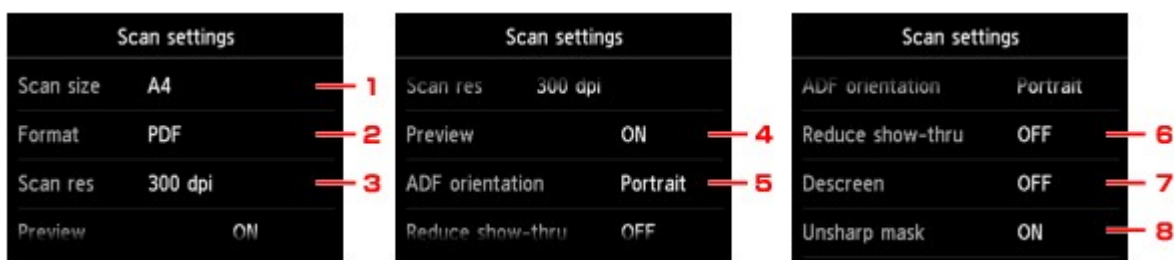 Scan settings
Scan size A4 1
Format PDF 2
Scan res 300 dpi 3
Preview ON
Scan settings
Scan res 300 dpi
Preview ON 4
ADF orientation Portrait 5
Reduce show-thru OFF
Scan settings
ADF orientation Portrait
Reduce show-thru OFF 6
Descreen OFF 7
Unsharp mask ON 8